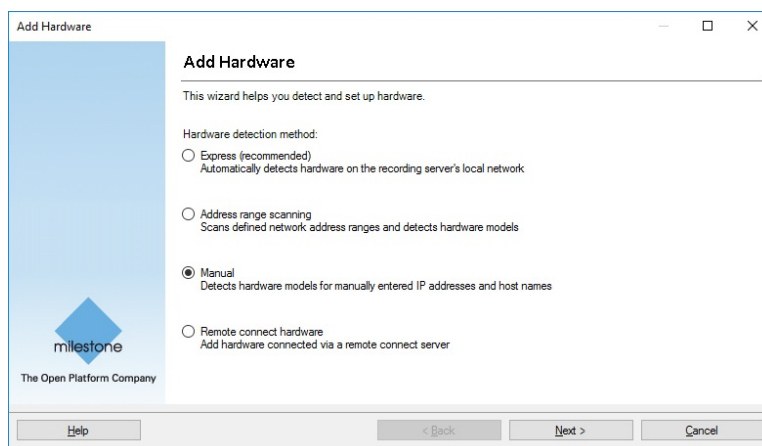 Add Hardware
Add Hardware
This wizard helps you detect and set up hardware.
Hardware detection method:
Express (recommended)
Automatically detects hardware on the recording server's local network
Address range scanning
Scans defined network address ranges and detects hardware models
Manual
Detects hardware models for manually entered IP addresses and host names
Remote connect hardware
Add hardware connected via a remote connect server
milestone
The Open Platform Company
Help
< Back
Next >
Cancel